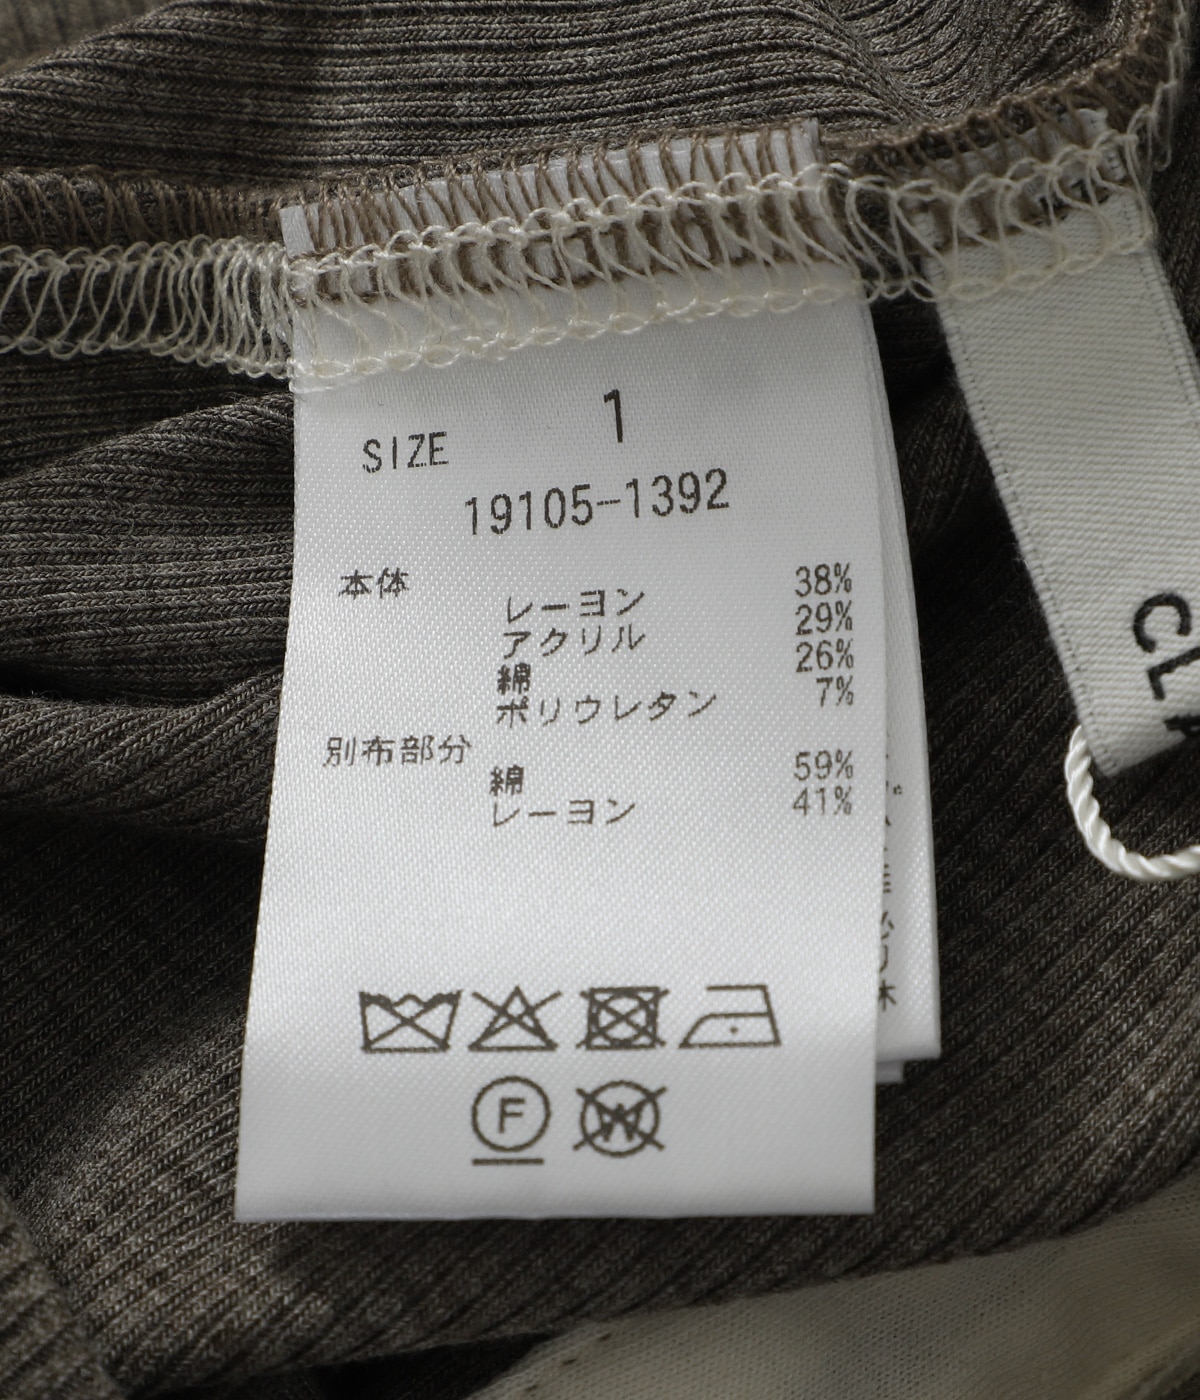 SIZE 1
19105-1392
本体
レーヨン 38%
アクリル 29%
綿 26%
ポリウレタン 7%
別布部分
綿 59%
レーヨン 41%
F
W
CL